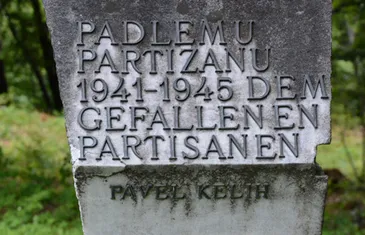 PADLEMU
PARTIZANU
1941-1945 DEM
GEFALLENEN
PARTISANEN
PAVEL KELIH